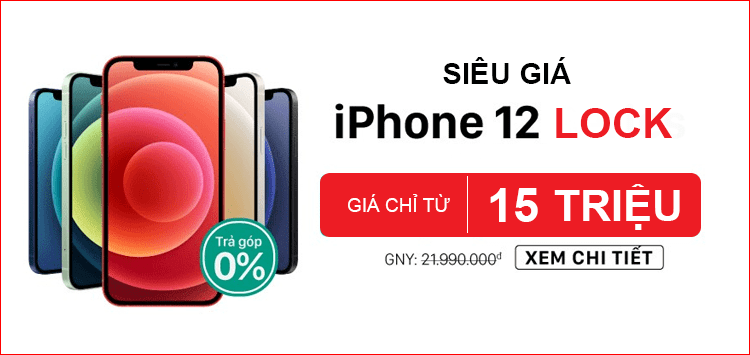 SIÊU GIÁ
iPhone 12 LOCK
GIÁ CHỈ TỪ 15 TRIỆU
GNY: 21.990.000đ XEM CHI TIẾT
Trả góp
0%